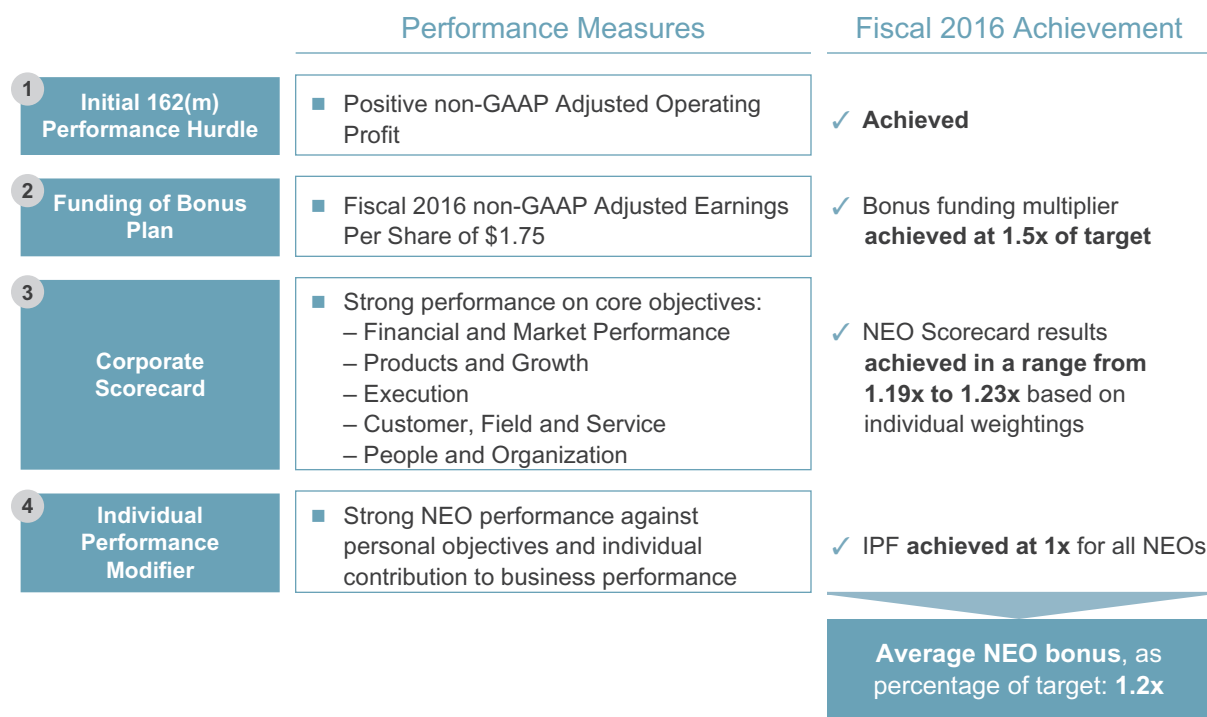 Performance Measures
Fiscal 2016 Achievement
1
Initial 162(m)
Performance Hurdle
■ Positive non-GAAP Adjusted Operating
Profit
✓ Achieved
2
Funding of Bonus
Plan
■ Fiscal 2016 non-GAAP Adjusted Earnings
Per Share of $1.75
✓ Bonus funding multiplier
achieved at 1.5x of target
3
Corporate
Scorecard
■ Strong performance on core objectives:
– Financial and Market Performance
– Products and Growth
– Execution
– Customer, Field and Service
– People and Organization
✓ NEO Scorecard results
achieved in a range from
1.19x to 1.23x based on
individual weightings
4
Individual
Performance
Modifier
■ Strong NEO performance against
personal objectives and individual
contribution to business performance
✓ IPF achieved at 1x for all NEOs
Average NEO bonus, as
percentage of target: 1.2x